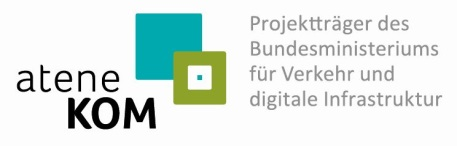 atene
KOM
Projektträger des
Bundesministeriums
für Verkehr und
digitale Infrastruktur